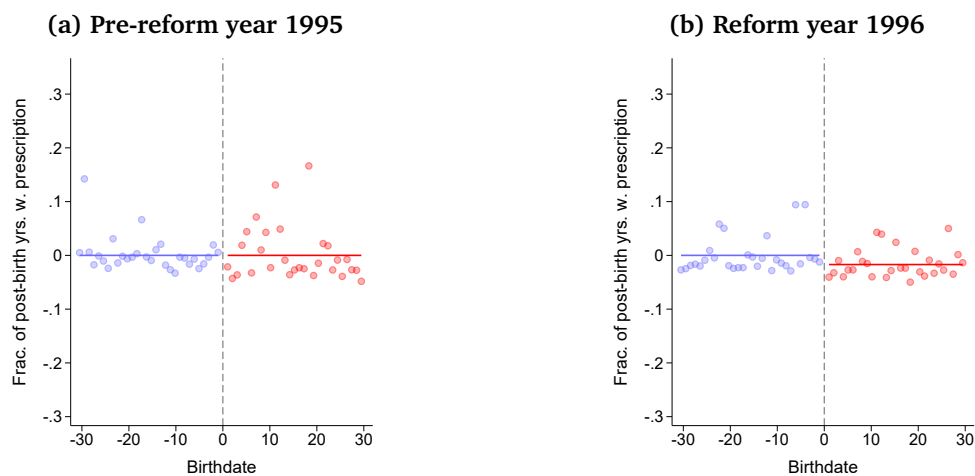 (a) Pre-reform year 1995
Frac. of post-birth yrs. w. prescription
.3
.2
.1
0
-.1
-.2
-.3
-30 -20 -10 0 10 20 30
Birthdate
(b) Reform year 1996
Frac. of post-birth yrs. w. prescription
.3
.2
.1
0
-.1
-.2
-.3
-30 -20 -10 0 10 20 30
Birthdate